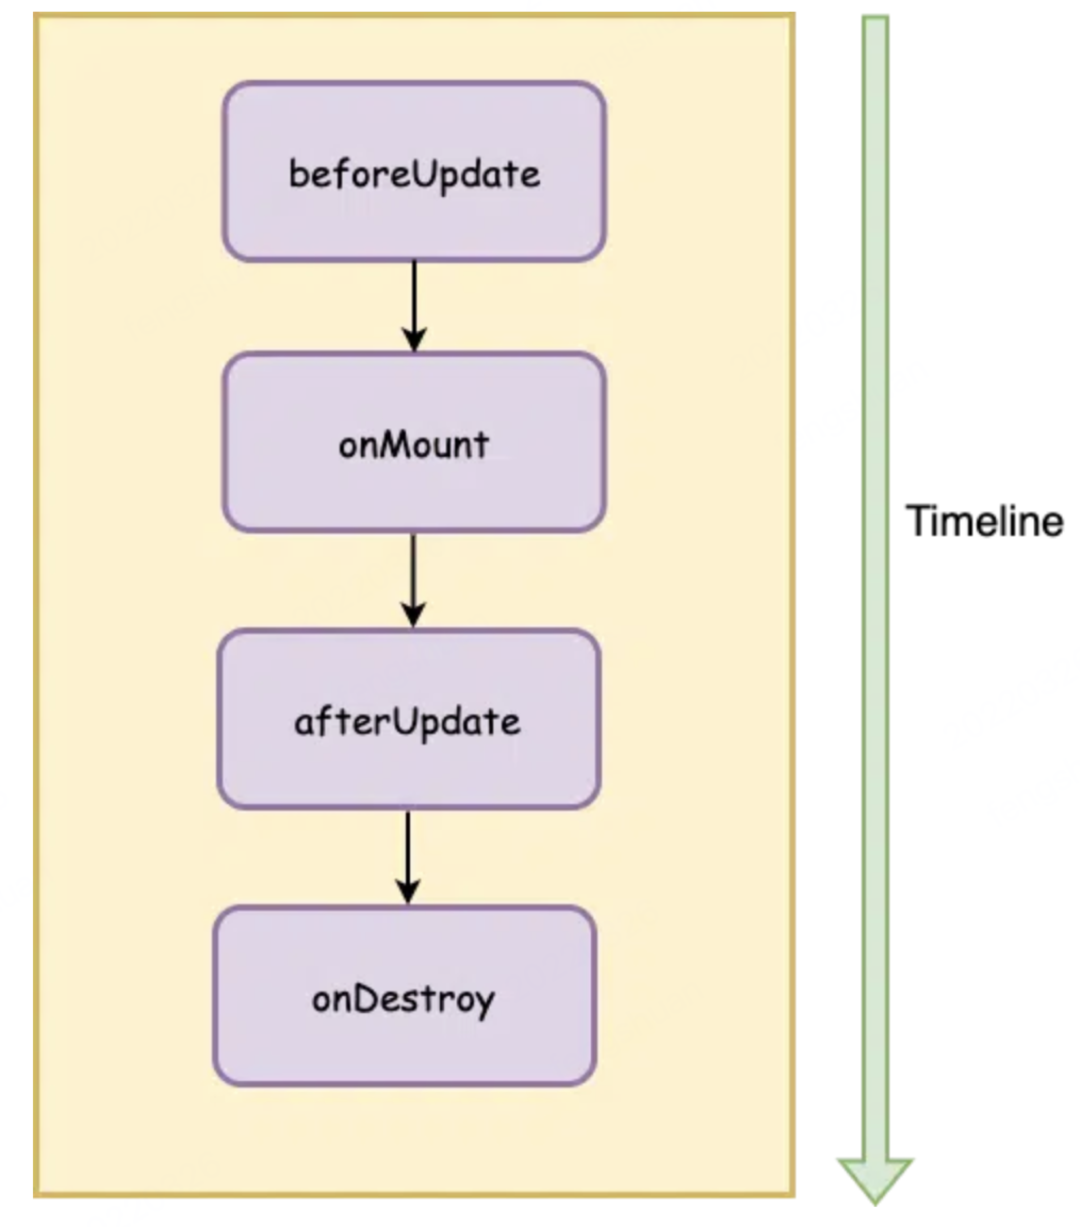 beforeUpdate
onMount
Timeline
afterUpdate
onDestroy